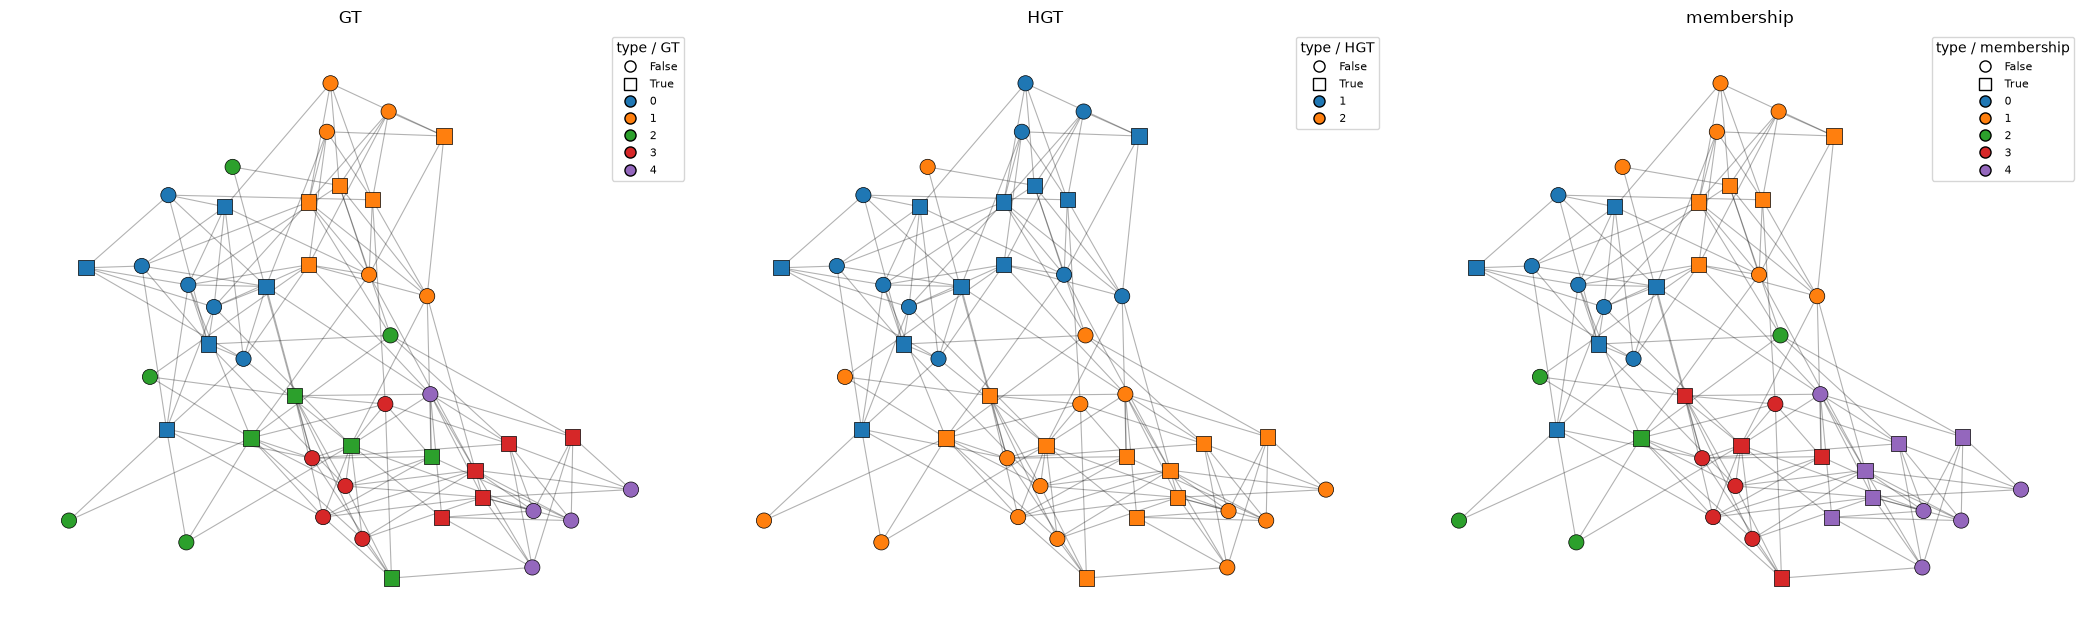 GT
type / GT
False
True
0
1
2
3
4
HGT
type / HGT
False
True
1
2
membership
type / membership
False
True
0
1
2
3
4